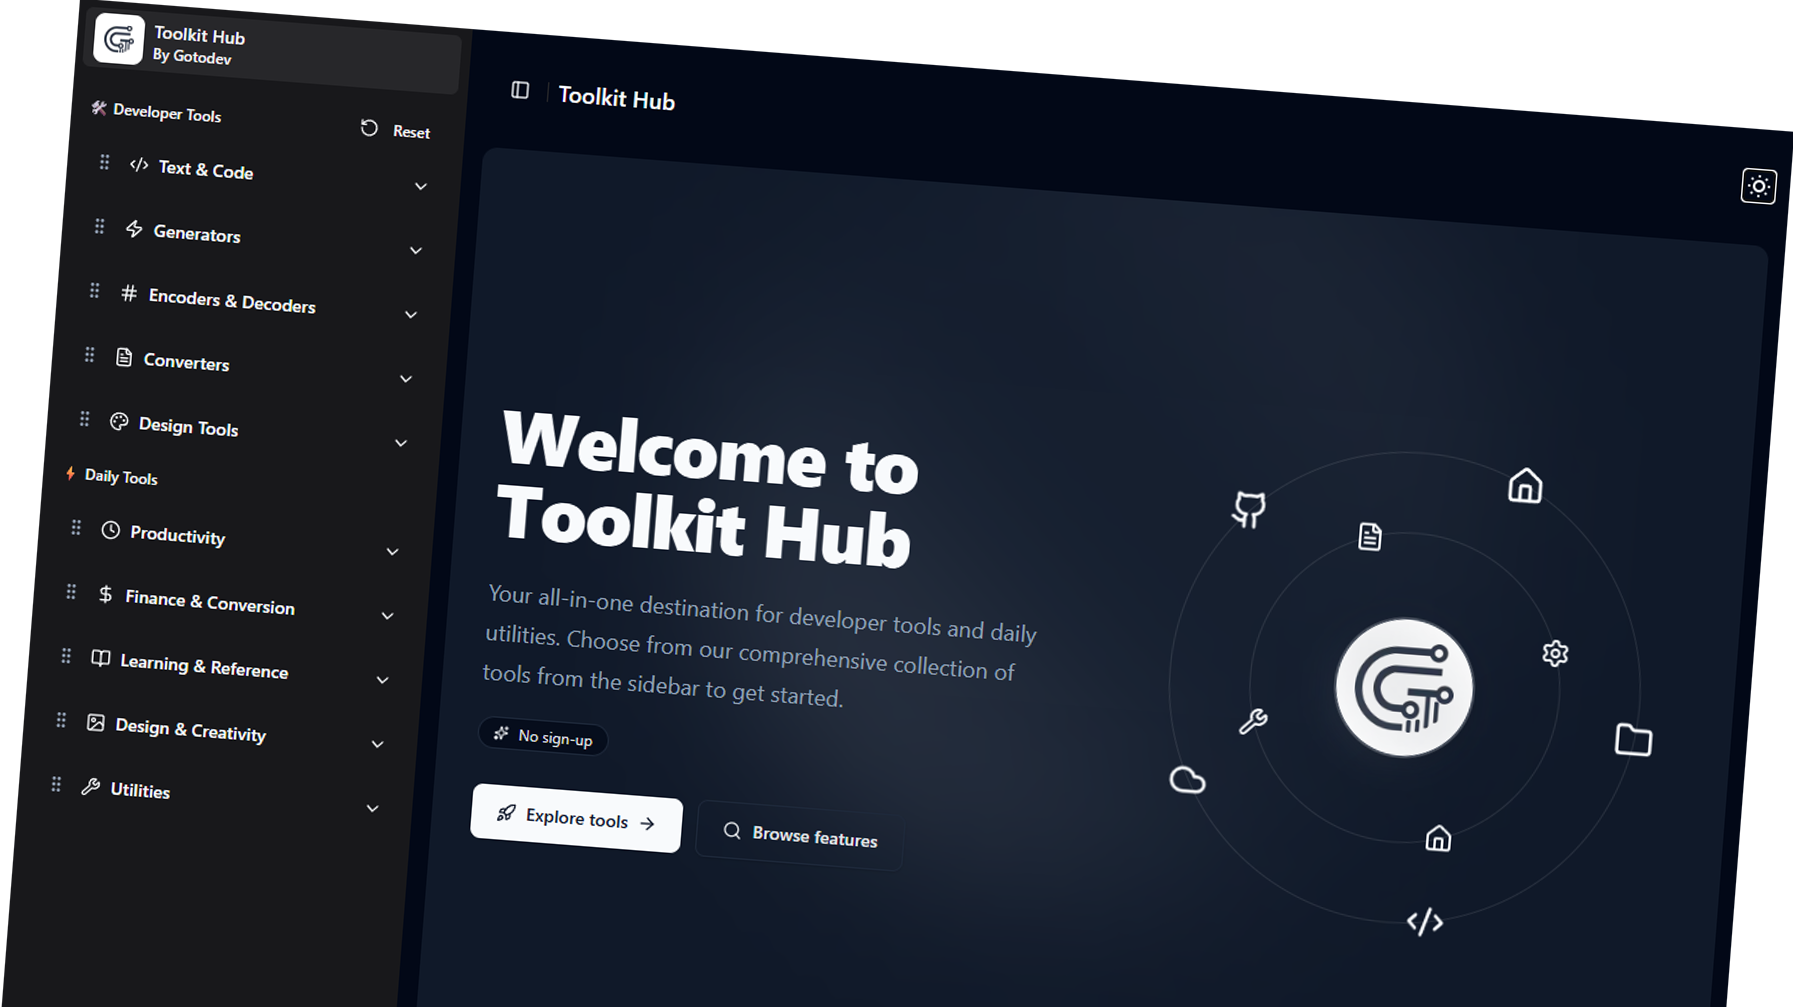 Toolkit Hub
By Gotodev
🛠 Developer Tools
Reset
Text & Code
Generators
Encoders & Decoders
Converters
Design Tools
⚡ Daily Tools
Productivity
Finance & Conversion
Learning & Reference
Design & Creativity
Utilities
Toolkit Hub
Welcome to
Toolkit Hub
Your all-in-one destination for developer tools and daily
utilities. Choose from our comprehensive collection of
tools from the sidebar to get started.
No sign-up
Explore tools →
Browse features